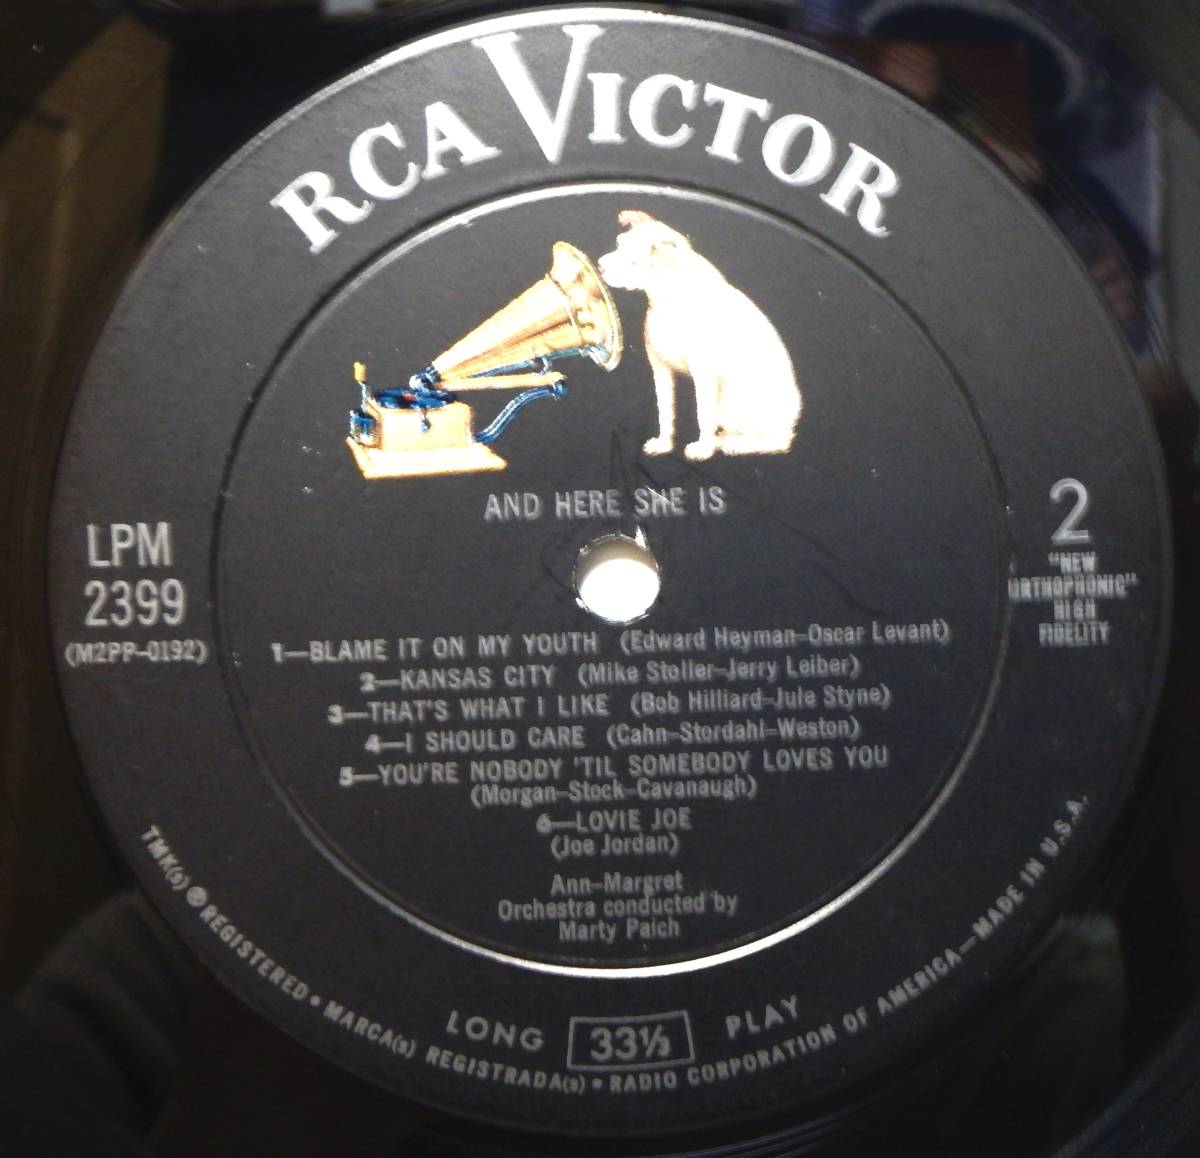 RCA VICTOR
AND HERE SHE IS
LPM
2399
(M2PP-0192)
2
"NEW
ORTHOPHONIC"
HIGH
FIDELITY
1—BLAME IT ON MY YOUTH (Edward Heyman-Oscar Levant)
2—KANSAS CITY (Mike Stoller-Jerry Leiber)
3—THAT'S WHAT I LIKE (Bob Hilliard-Jule Styne)
4—I SHOULD CARE (Cahn-Stordahl-Weston)
5—YOU'RE NOBODY 'TIL SOMEBODY LOVES YOU
(Morgan-Stock-Cavanaugh)
6—LOVIE JOE
(Joe Jordan)
Ann-Margret
Orchestra conducted by
Marty Paich
LONG 33⅓ PLAY
TMK(s) ® REGISTERED • MARCA(s) REGISTRADA(s) • RADIO CORPORATION OF AMERICA—MADE IN U.S.A.